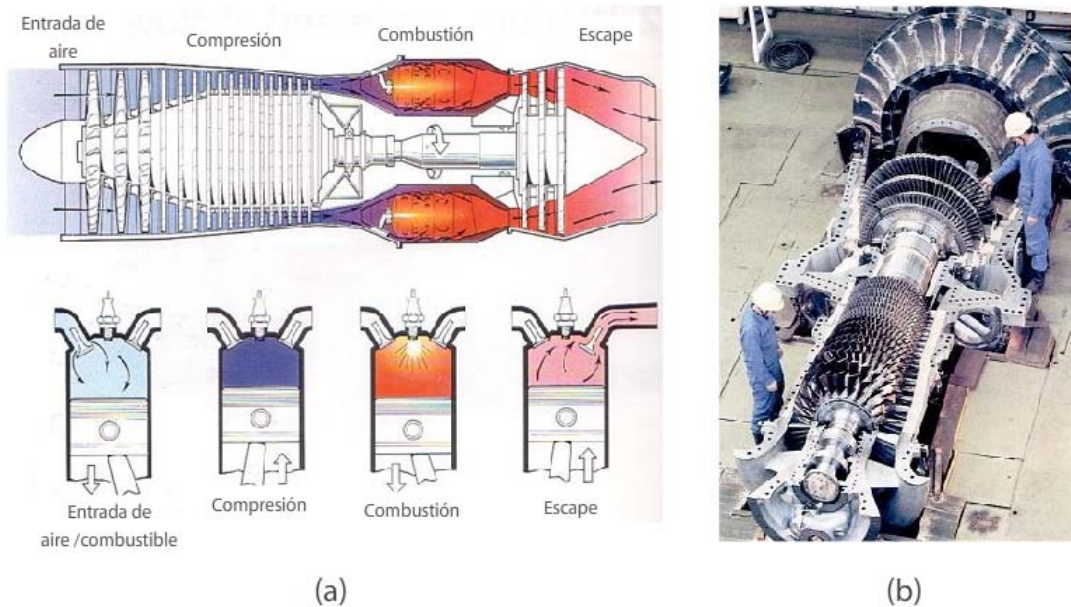 Entrada de
aire
Compresión
Combustión
Escape
Entrada de
aire /combustible
Compresión
Combustión
Escape
(a)
(b)